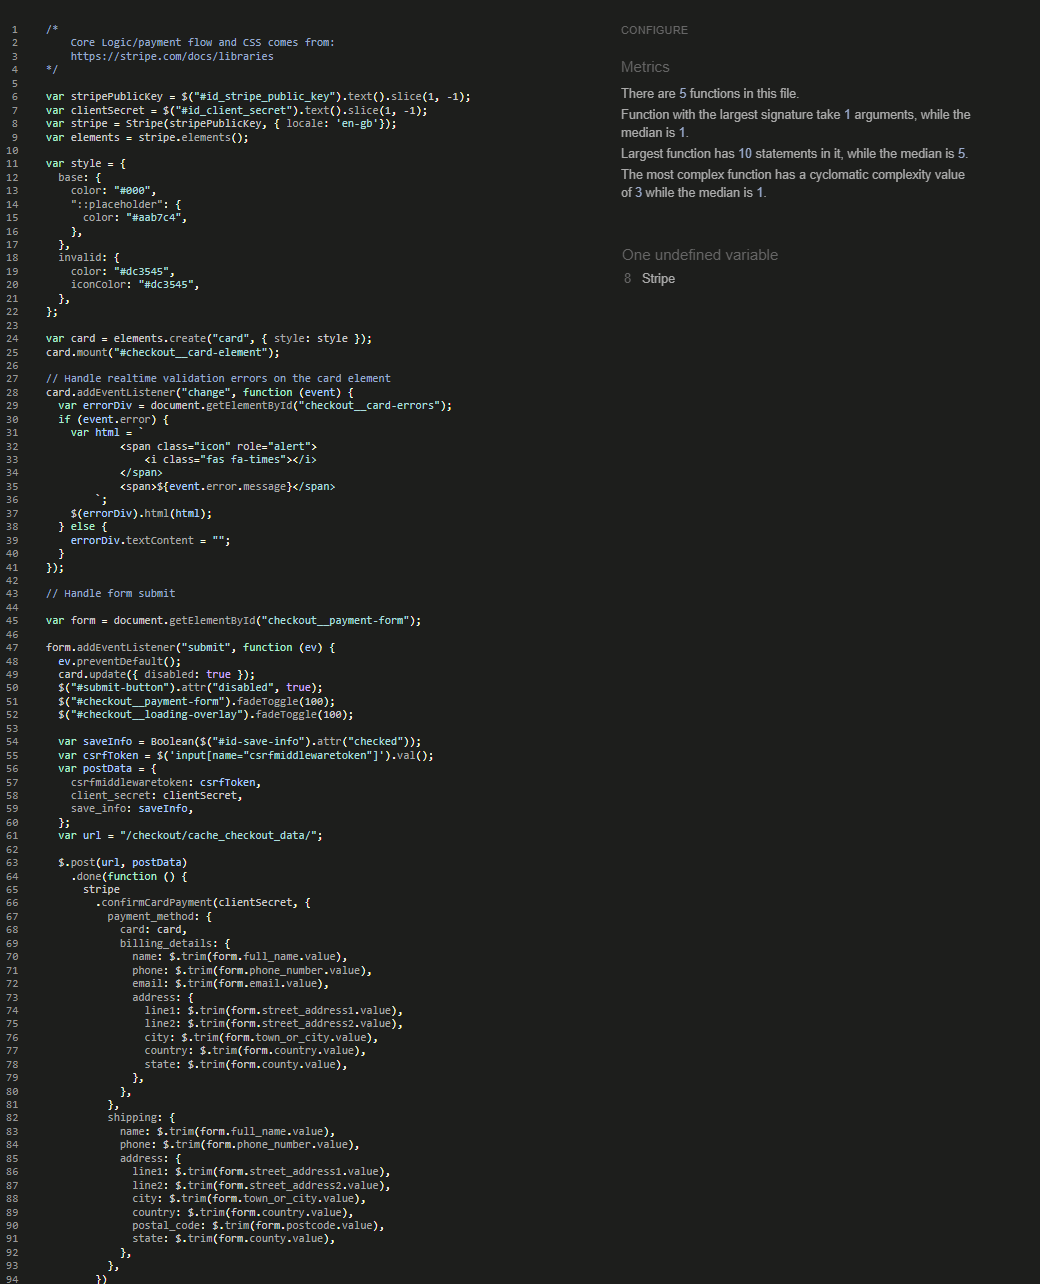 1 /*
2 Core Logic/payment flow and CSS comes from:
3 https://stripe.com/docs/libraries
4 */
5
6 var stripePublicKey = $("#id_stripe_public_key").text().slice(1, -1);
7 var clientSecret = $("#id_client_secret").text().slice(1, -1);
8 var stripe = Stripe(stripePublicKey, { locale: 'en-gb'});
9 var elements = stripe.elements();
10
11 var style = {
12 base: {
13 color: "#000",
14 "::placeholder": {
15 color: "#aab7c4",
16 },
17 },
18 invalid: {
19 color: "#dc3545",
20 iconColor: "#dc3545",
21 },
22 };
23
24 var card = elements.create("card", { style: style });
25 card.mount("#checkout__card-element");
26
27 // Handle realtime validation errors on the card element
28 card.addEventListener("change", function (event) {
29 var errorDiv = document.getElementById("checkout__card-errors");
30 if (event.error) {
31 var html = `
32 <span class="icon" role="alert">
33 <i class="fas fa-times"></i>
34 </span>
35 <span>${event.error.message}</span>
36 `;
37 $(errorDiv).html(html);
38 } else {
39 errorDiv.textContent = "";
40 }
41 });
42
43 // Handle form submit
44
45 var form = document.getElementById("checkout__payment-form");
46
47 form.addEventListener("submit", function (ev) {
48 ev.preventDefault();
49 card.update({ disabled: true });
50 $("#submit-button").attr("disabled", true);
51 $("#checkout__payment-form").fadeToggle(100);
52 $("#checkout__loading-overlay").fadeToggle(100);
53
54 var saveInfo = Boolean($("#id-save-info").attr("checked"));
55 var csrfToken = $('input[name="csrfmiddlewaretoken"]').val();
56 var postData = {
57 csrfmiddlewaretoken: csrfToken,
58 client_secret: clientSecret,
59 save_info: saveInfo,
60 };
61 var url = "/checkout/cache_checkout_data/";
62
63 $.post(url, postData)
64 .done(function () {
65 stripe
66 .confirmCardPayment(clientSecret, {
67 payment_method: {
68 card: card,
69 billing_details: {
70 name: $.trim(form.full_name.value),
71 phone: $.trim(form.phone_number.value),
72 email: $.trim(form.email.value),
73 address: {
74 line1: $.trim(form.street_address1.value),
75 line2: $.trim(form.street_address2.value),
76 city: $.trim(form.town_or_city.value),
77 country: $.trim(form.country.value),
78 state: $.trim(form.county.value),
79 },
80 },
81 },
82 shipping: {
83 name: $.trim(form.full_name.value),
84 phone: $.trim(form.phone_number.value),
85 address: {
86 line1: $.trim(form.street_address1.value),
87 line2: $.trim(form.street_address2.value),
88 city: $.trim(form.town_or_city.value),
89 country: $.trim(form.country.value),
90 postal_code: $.trim(form.postcode.value),
91 state: $.trim(form.county.value),
92 },
93 },
94 })
CONFIGURE
Metrics
There are 5 functions in this file.
Function with the largest signature take 1 arguments, while the
median is 1.
Largest function has 10 statements in it, while the median is 5.
The most complex function has a cyclomatic complexity value
of 3 while the median is 1.
One undefined variable
8 Stripe